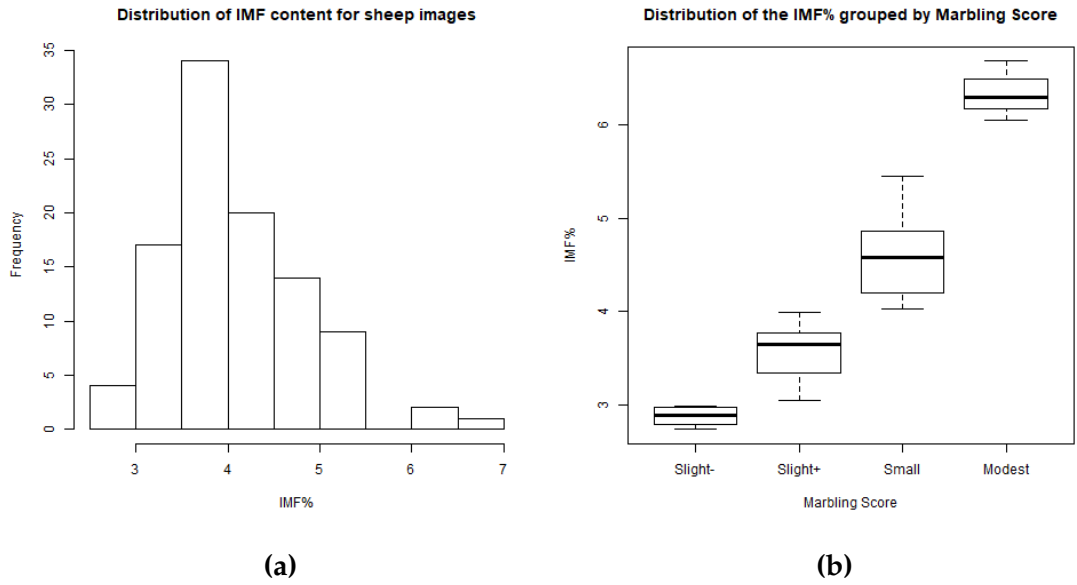 Distribution of IMF content for sheep images
35
30
25
20
15
10
5
0
Frequency
3 4 5 6 7
IMF%
(a)
Distribution of the IMF% grouped by Marbling Score
6
5
4
3
IMF%
Slight- Slight+ Small Modest
Marbling Score
(b)